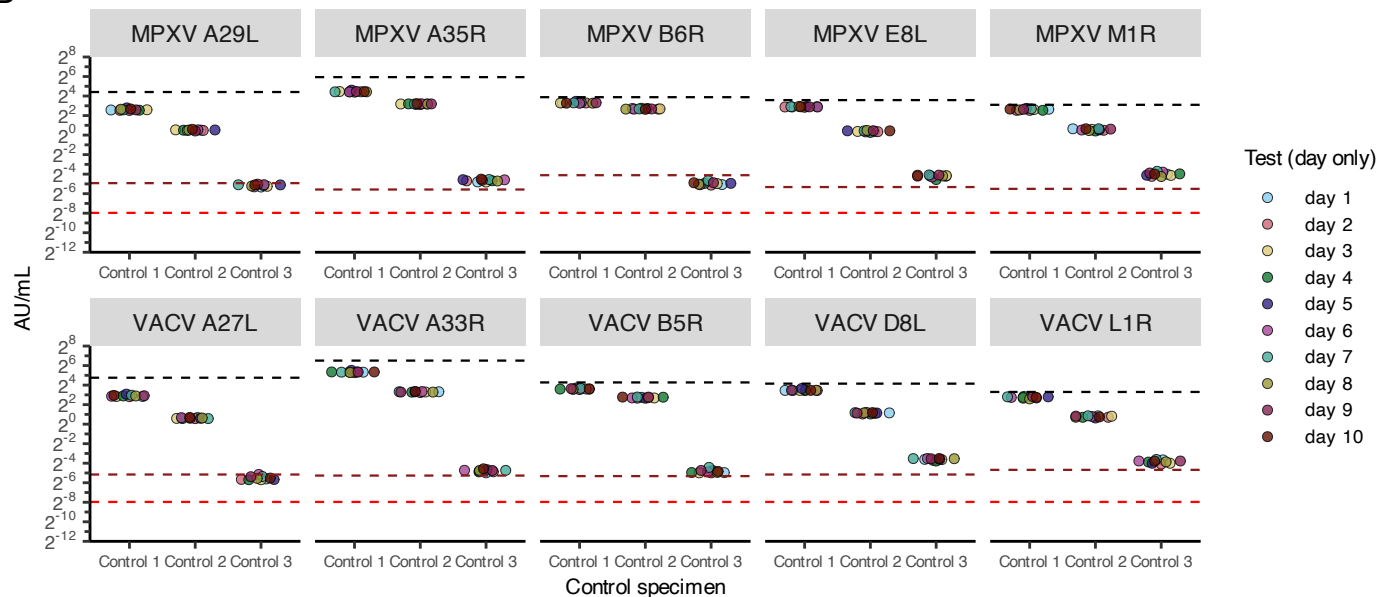 MPXV A29L MPXV A35R MPXV B6R MPXV E8L MPXV M1R
2^8
2^6
2^4
2^2
2^0
2^-2
2^-4
2^-6
2^-8
2^-10
2^-12
Control 1 Control 2 Control 3 Control 1 Control 2 Control 3 Control 1 Control 2 Control 3 Control 1 Control 2 Control 3 Control 1 Control 2 Control 3
AU/mL
VACV A27L VACV A33R VACV B5R VACV D8L VACV L1R
2^8
2^6
2^4
2^2
2^0
2^-2
2^-4
2^-6
2^-8
2^-10
2^-12
Control 1 Control 2 Control 3 Control 1 Control 2 Control 3 Control 1 Control 2 Control 3 Control 1 Control 2 Control 3 Control 1 Control 2 Control 3
Control specimen
Test (day only)
day 1
day 2
day 3
day 4
day 5
day 6
day 7
day 8
day 9
day 10